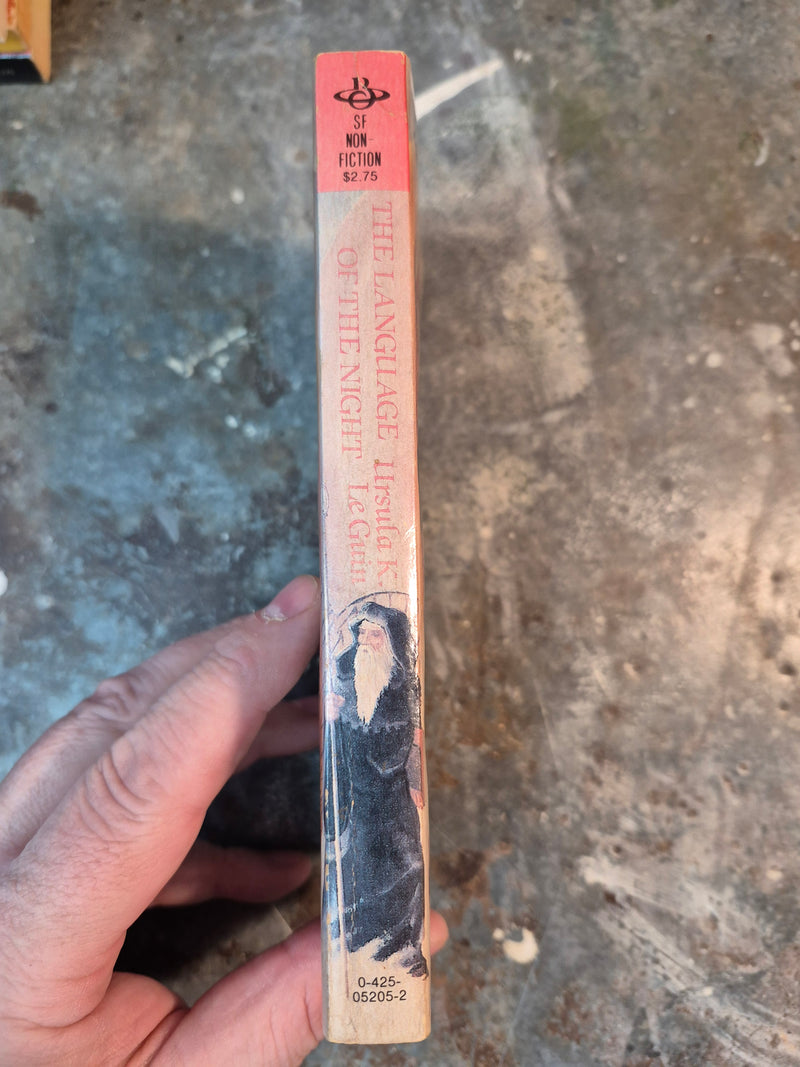 SF
NON-
FICTION
$2.75
THE LANGUAGE
OF THE NIGHT
Ursula K.
Le Guin
0-425-
05205-2